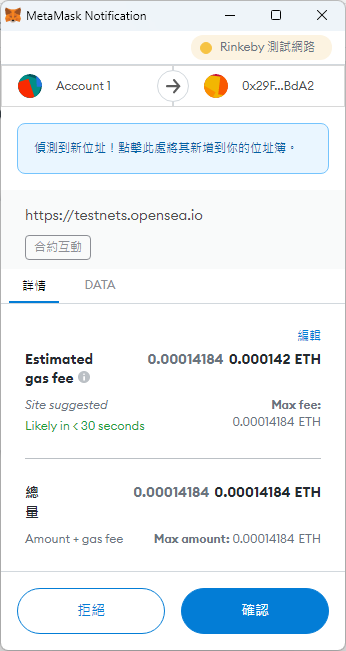 MetaMask Notification
Rinkeby 測試網路
Account 1
0x29F...BdA2
偵測到新位址！點擊此處將其新增到你的位址簿。
https://testnets.opensea.io
合約互動
詳情 DATA
編輯
Estimated gas fee 0.00014184 0.000142 ETH
Site suggested Max fee:
Likely in < 30 seconds 0.00014184 ETH
總量 0.00014184 0.00014184 ETH
Amount + gas fee Max amount: 0.00014184 ETH
拒絕 確認